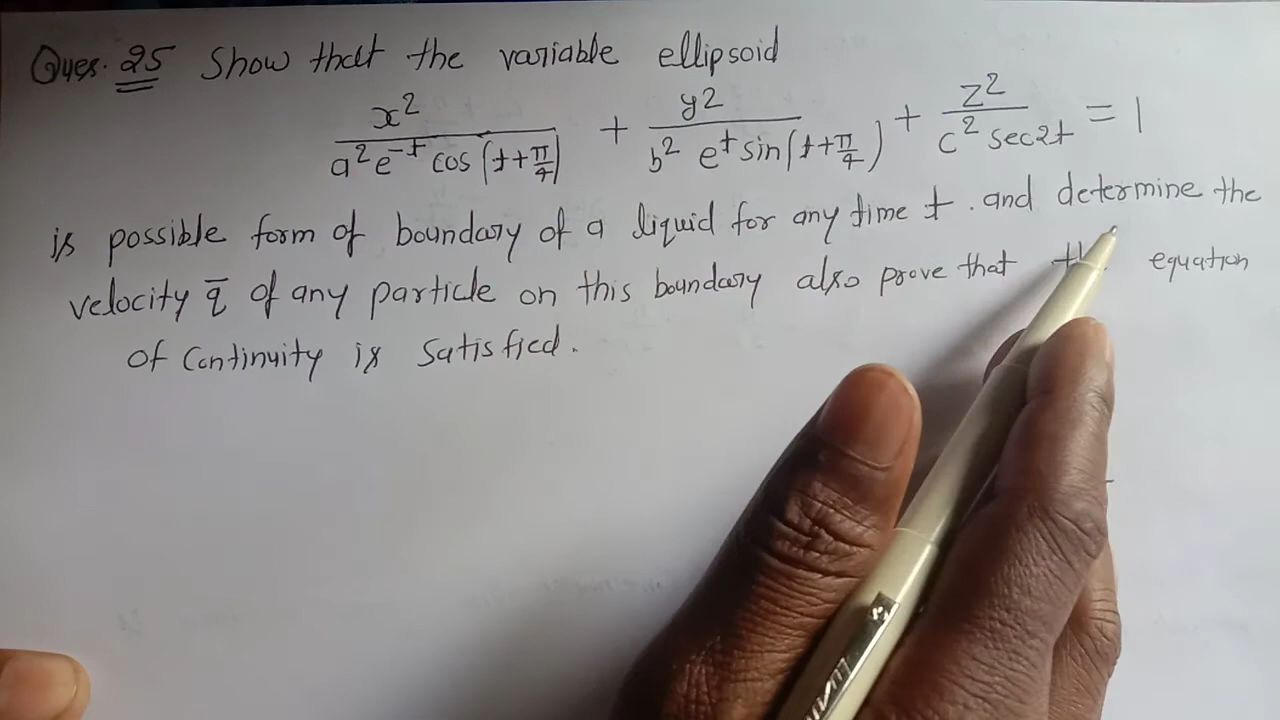 Ques. 25 Show that the variable ellipsoid
x²/(a²e⁻ᵗ cos(t+π/4)) + y²/(b² eᵗ sin(t+π/4)) + z²/(c² sec2t) = 1
is possible form of boundary of a liquid for any time t. and determine the
velocity q̄ of any particle on this boundary also prove that equation
of Continuity is satisfied.